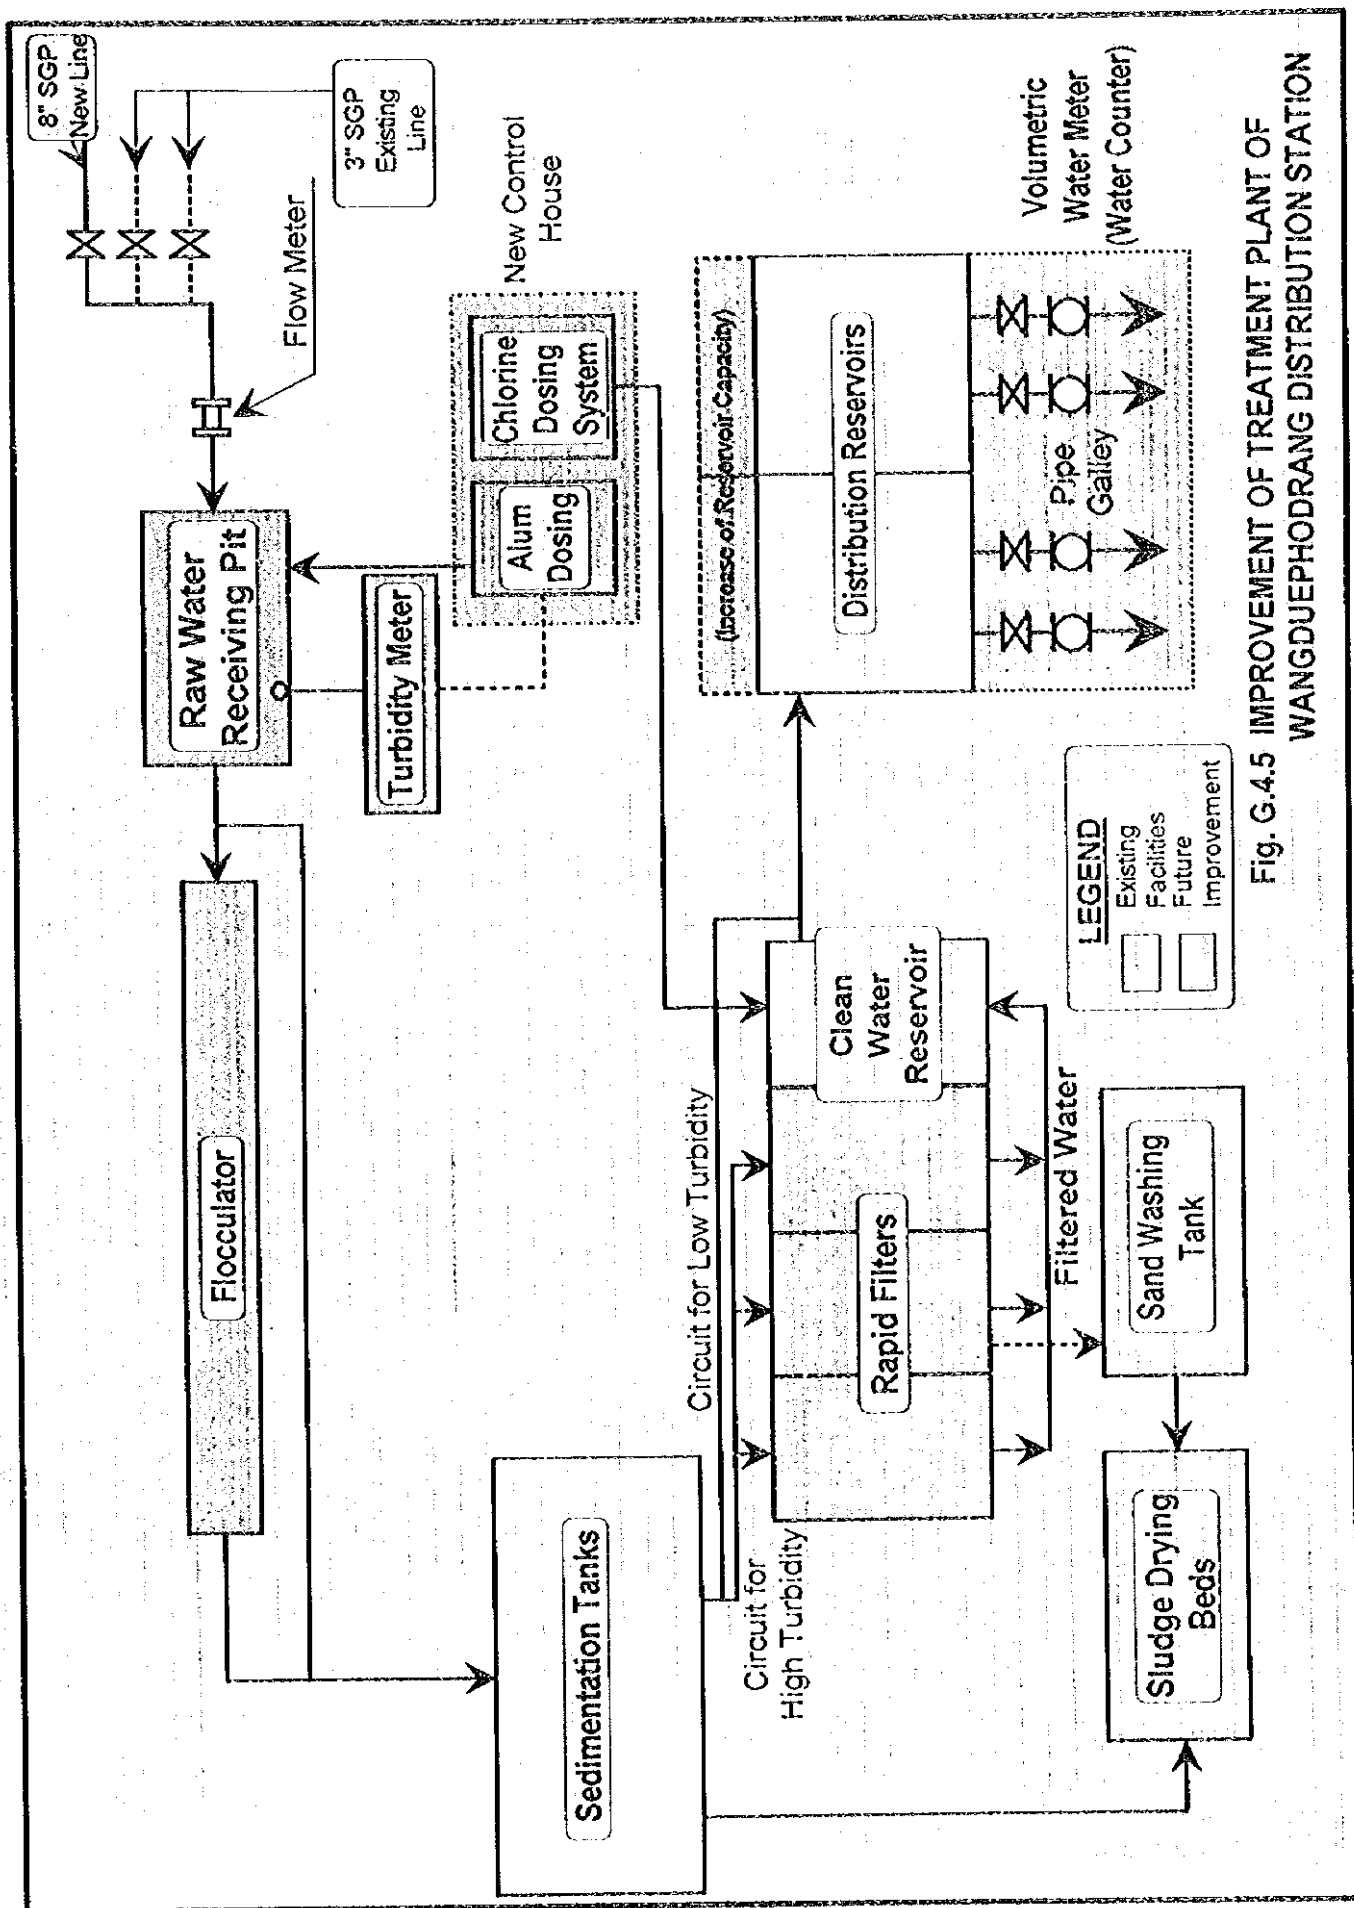 8" SGP
New Line
3" SGP
Existing
Line
Flow Meter
New Control
House
Raw Water
Receiving Pit
Turbidity Meter
Alum
Dosing
Chlorine
Dosing
System
Flocculator
Sedimentation Tanks
Circuit for Low Turbidity
Circuit for
High Turbidity
Rapid Filters
Clean
Water
Reservoir
Filtered Water
(Increase of Reservoir Capacity)
Distribution Reservoirs
Pipe
Galley
Volumetric
Water Meter
(Water Counter)
Sludge Drying
Beds
Sand Washing
Tank
LEGEND
Existing
Facilities
Future
Improvement
Fig. G.4.5 IMPROVEMENT OF TREATMENT PLANT OF
WANGDUEPHODRANG DISTRIBUTION STATION